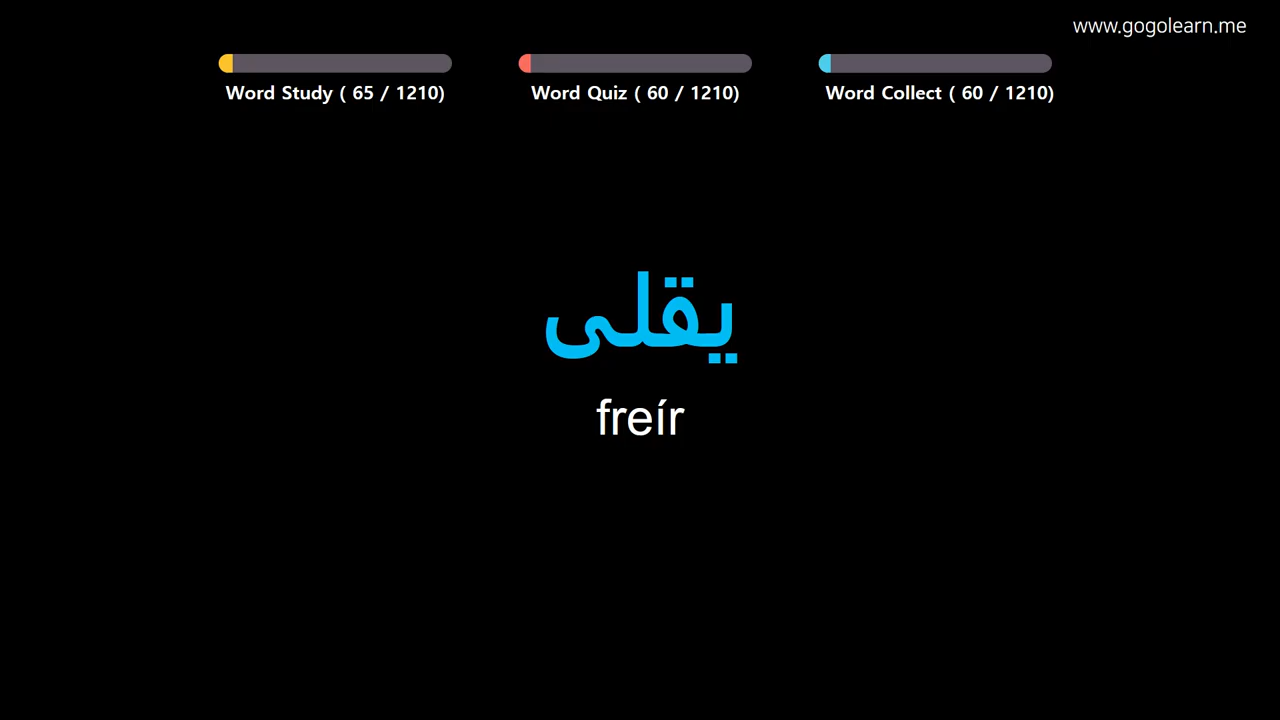 www.gogolearn.me
Word Study ( 65 / 1210)
Word Quiz ( 60 / 1210)
Word Collect ( 60 / 1210)
يقلى
freír